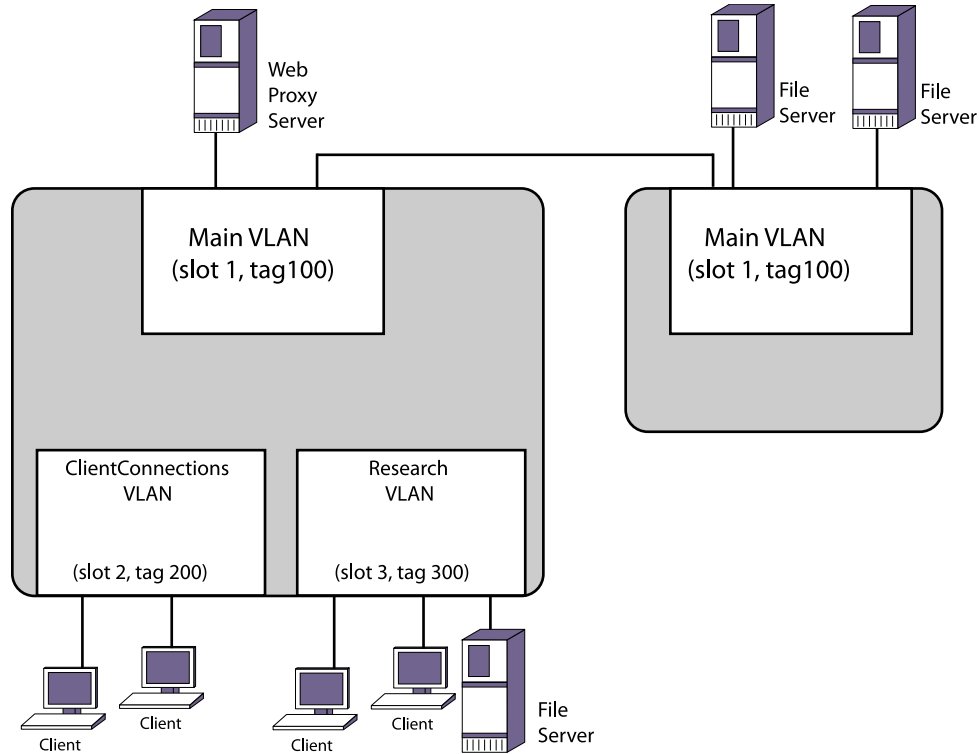 Web
Proxy
Server
File
Server
File
Server
Main VLAN
(slot 1, tag100)
Main VLAN
(slot 1, tag100)
ClientConnections
VLAN
(slot 2, tag 200)
Research
VLAN
(slot 3, tag 300)
Client
Client
Client
Client
File
Server